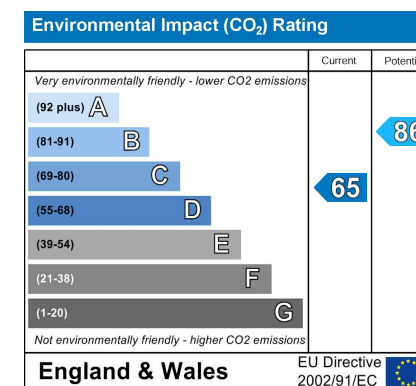 Environmental Impact (CO₂) Rating
Current Potenti
Very environmentally friendly - lower CO2 emissions
(92 plus) A
(81-91) B
86
(69-80) C
65
(55-68) D
(39-54) E
(21-38) F
(1-20) G
Not environmentally friendly - higher CO2 emissions
England & Wales
EU Directive
2002/91/EC